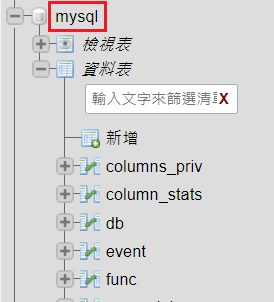 mysql
檢視表
資料表
輸入文字來篩選清單 X
新增
columns_priv
column_stats
db
event
func